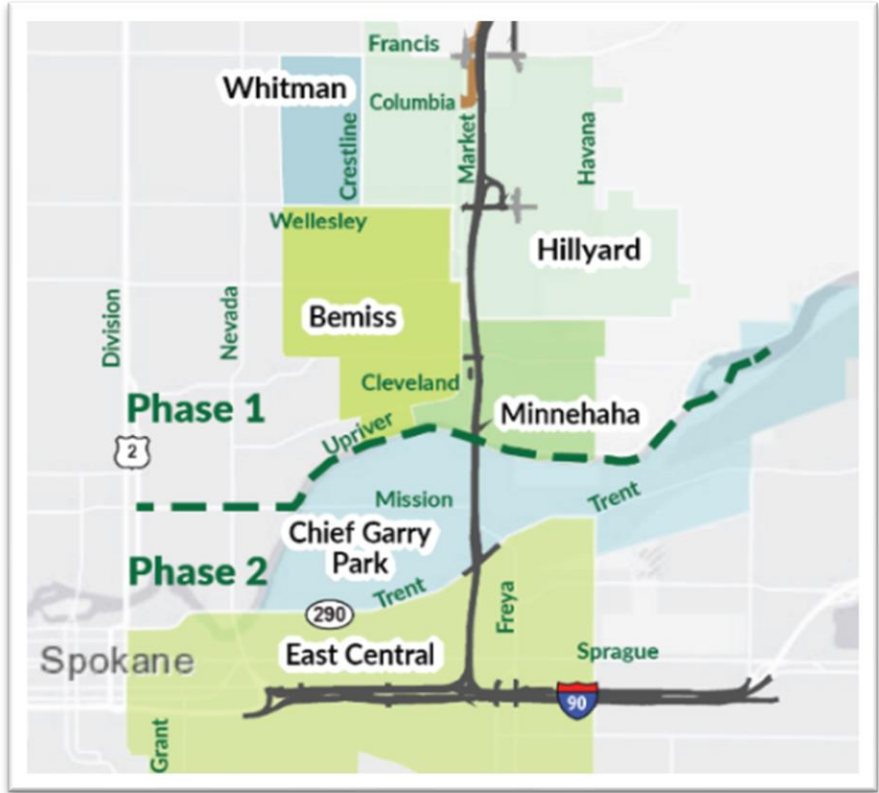 Francis
Whitman
Columbia
Crestline
Market
Havana
Wellesley
Hillyard
Division
Nevada
Bemiss
Cleveland
Phase 1
Minnehaha
Upriver
2
Mission
Trent
Chief Garry
Park
Phase 2
Trent
290
Freya
East Central
Sprague
Spokane
90
Grant